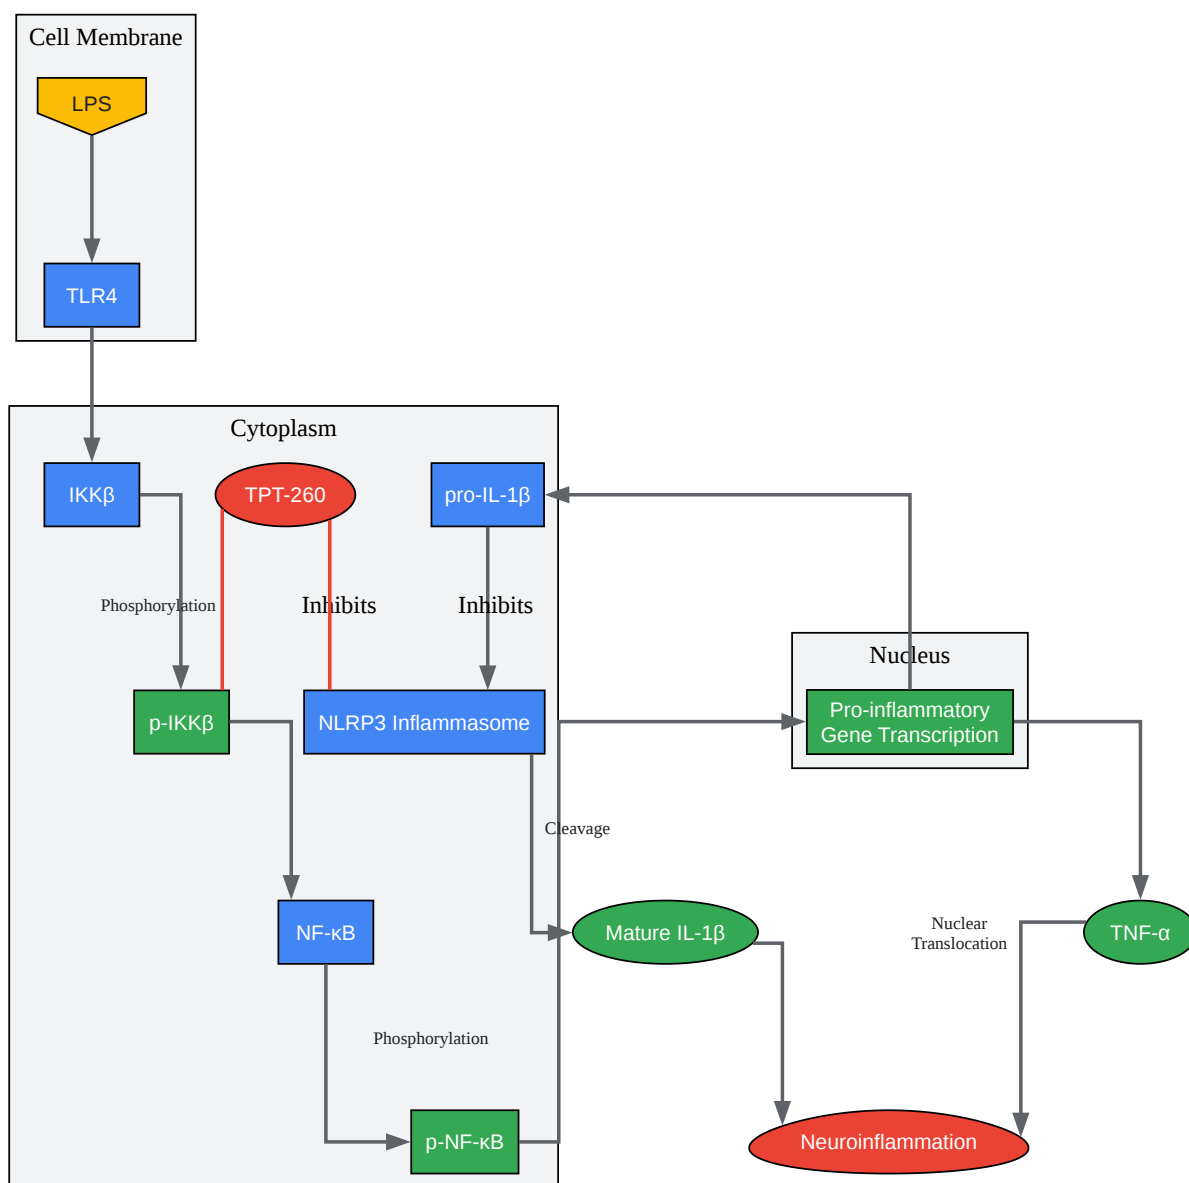 Cell Membrane
LPS
TLR4
Cytoplasm
IKKβ
TPT-260
pro-IL-1β
Phosphorylation
Inhibits
Inhibits
Nucleus
p-IKKβ
NLRP3 Inflammasome
Pro-inflammatory
Gene Transcription
Cleavage
NF-κB
Mature IL-1β
Nuclear
Translocation
TNF-α
Phosphorylation
p-NF-κB
Neuroinflammation